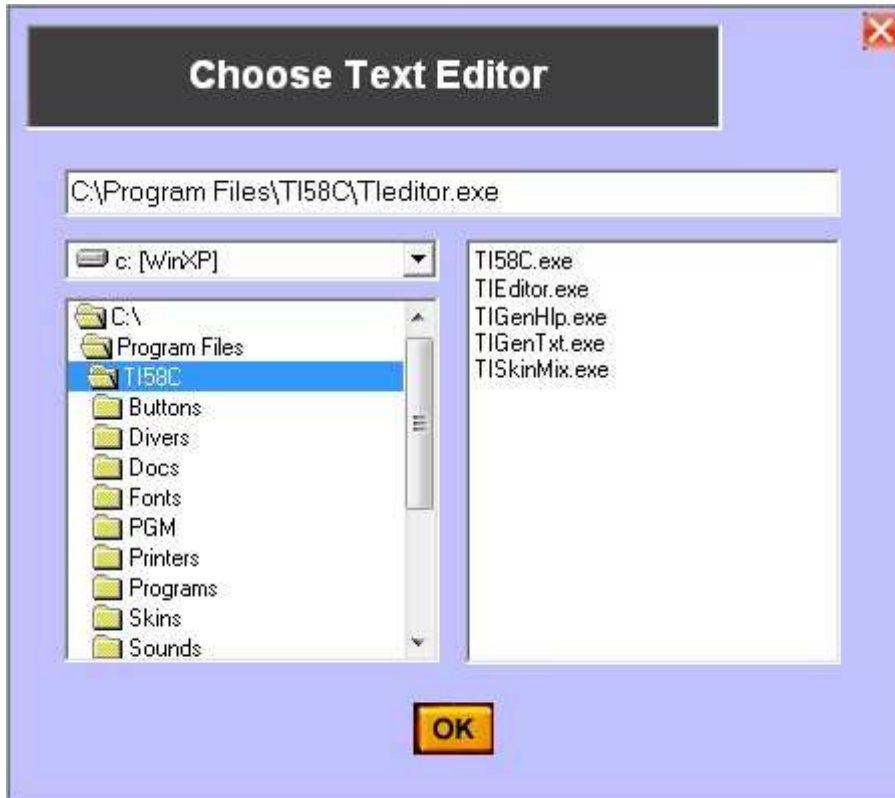 Choose Text Editor
C:\Program Files\TI58C\TIeditor.exe
c: [WinXP]
C:\
Program Files
TI58C
Buttons
Divers
Docs
Fonts
PGM
Printers
Programs
Skins
Sounds
TI58C.exe
TIEditor.exe
TIGenHlp.exe
TIGenTxt.exe
TISkinMix.exe
OK